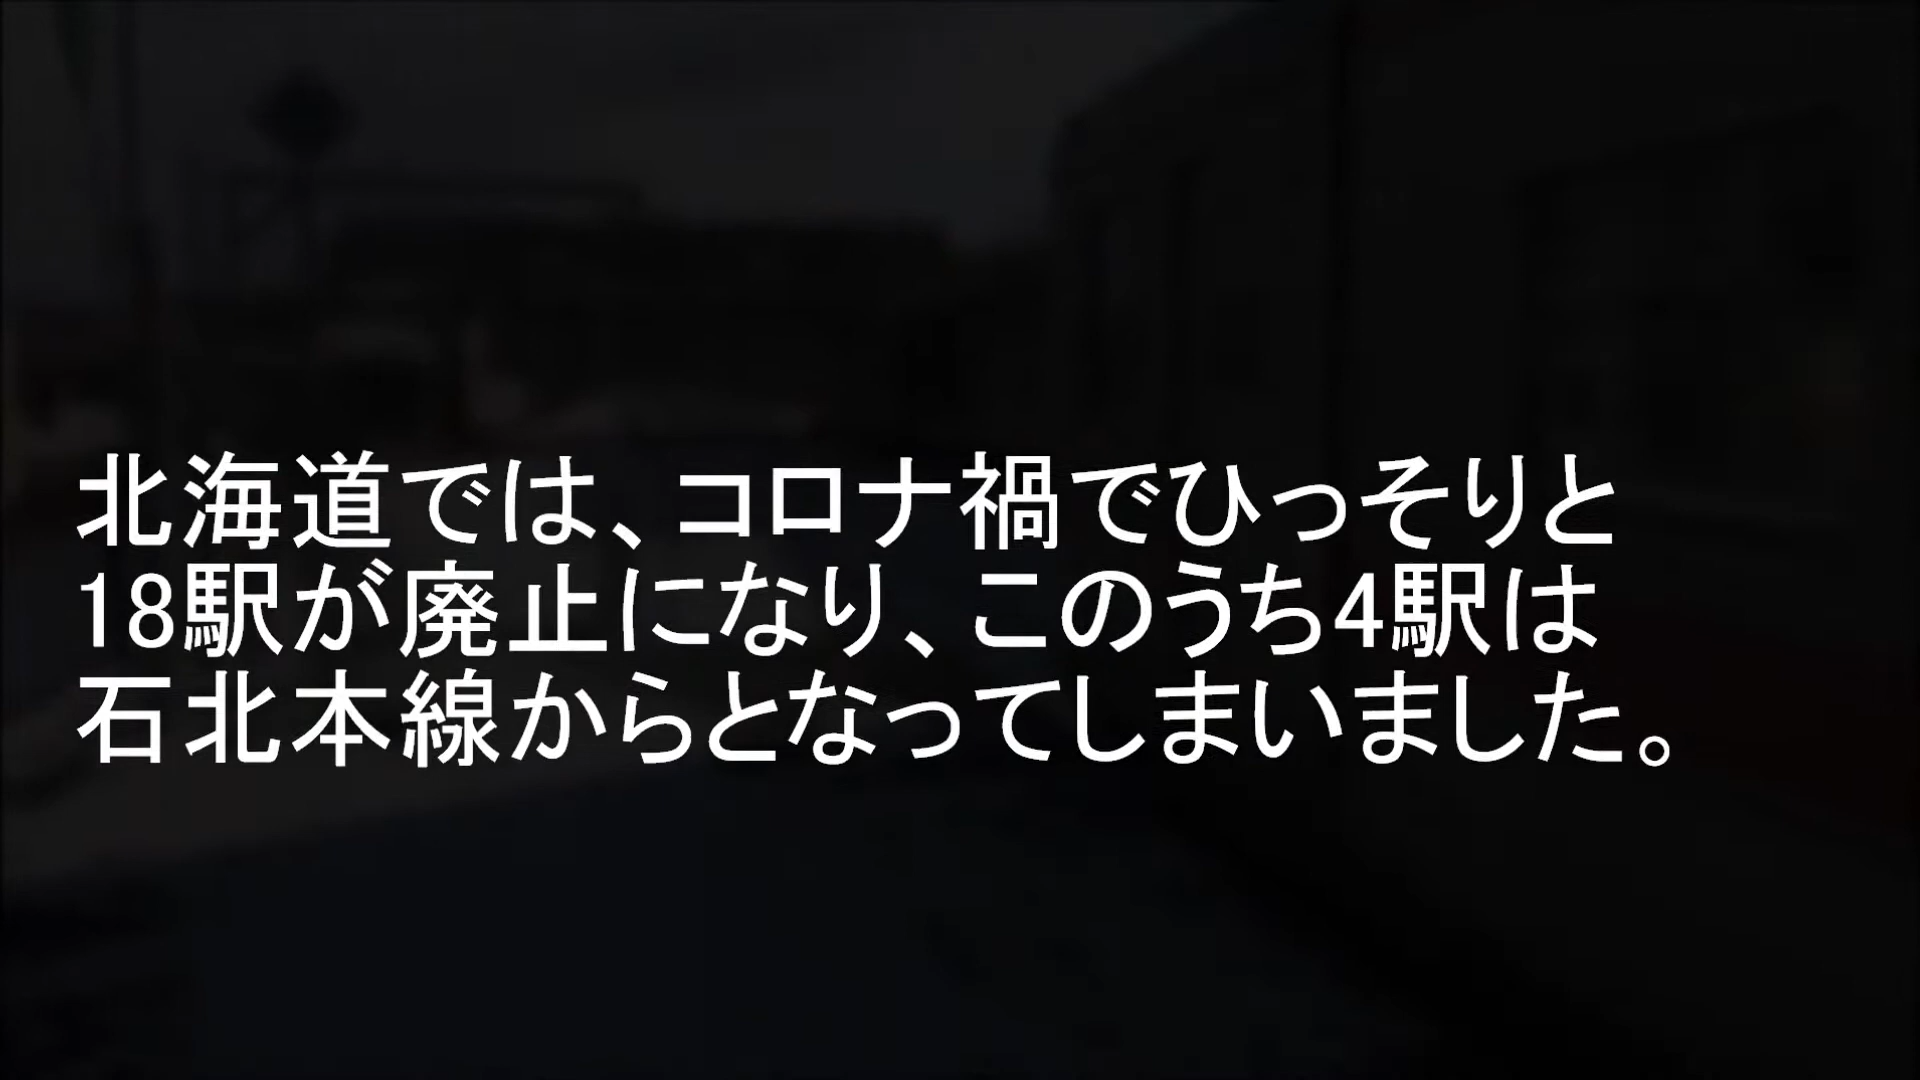 北海道では、コロナ禍でひっそりと
18駅が廃止になり、このうち4駅は
石北本線からとなってしまいました。